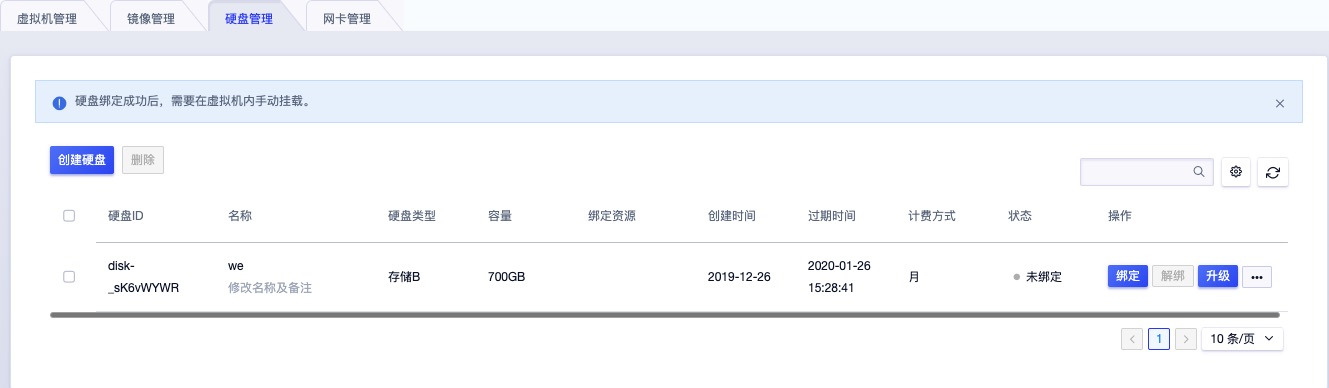 虚拟机管理 镜像管理 硬盘管理 网卡管理
硬盘绑定成功后，需要在虚拟机内手动挂载。
创建硬盘 删除
硬盘ID 名称 硬盘类型 容量 绑定资源 创建时间 过期时间 计费方式 状态 操作
disk-_sK6vWYWR we 修改名称及备注 存储B 700GB 2019-12-26 2020-01-26 15:28:41 月 未绑定 绑定 解绑 升级
1 10 条/页